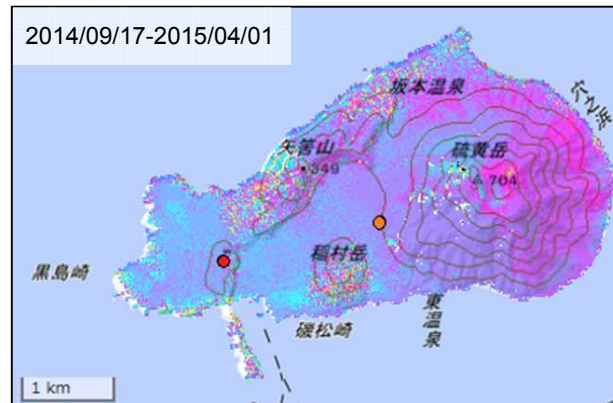 2014/09/17-2015/04/01
坂本温泉
穴之浜
矢筈山
349
硫黄岳
704
稲村岳
黒島崎
東温泉
磯松崎
1 km